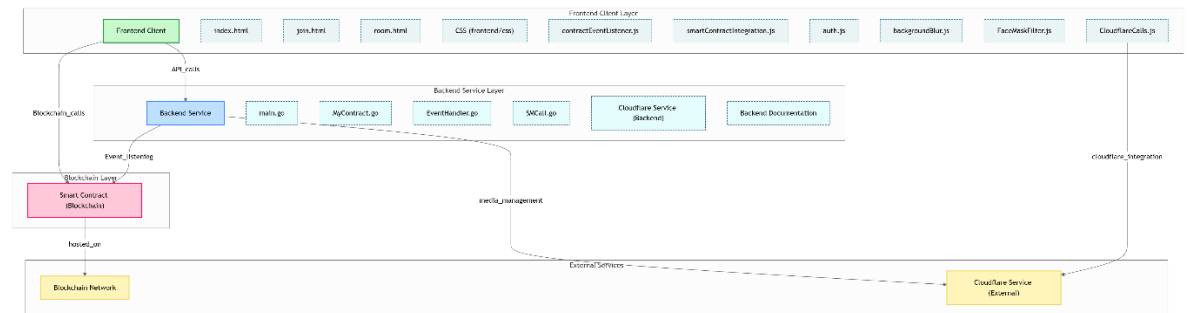 Frontend Client Layer
Frontend Client
index.html
join.html
room.html
CSS (frontend/css)
contractEventListener.js
smartContractIntegration.js
auth.js
backgroundBlur.js
FaceMaskFilter.js
CloudflareCalls.js
API_calls
Backend Service Layer
Blockchain_calls
Backend Service
main.go
MyContract.go
EventHandler.go
SMCall.go
Cloudflare Service
(Backend)
Backend Documentation
Event_listening
cloudflare_integration
Blockchain Layer
Smart Contract
(Blockchain)
media_management
hosted_on
External Services
Blockchain Network
Cloudflare Service
(External)